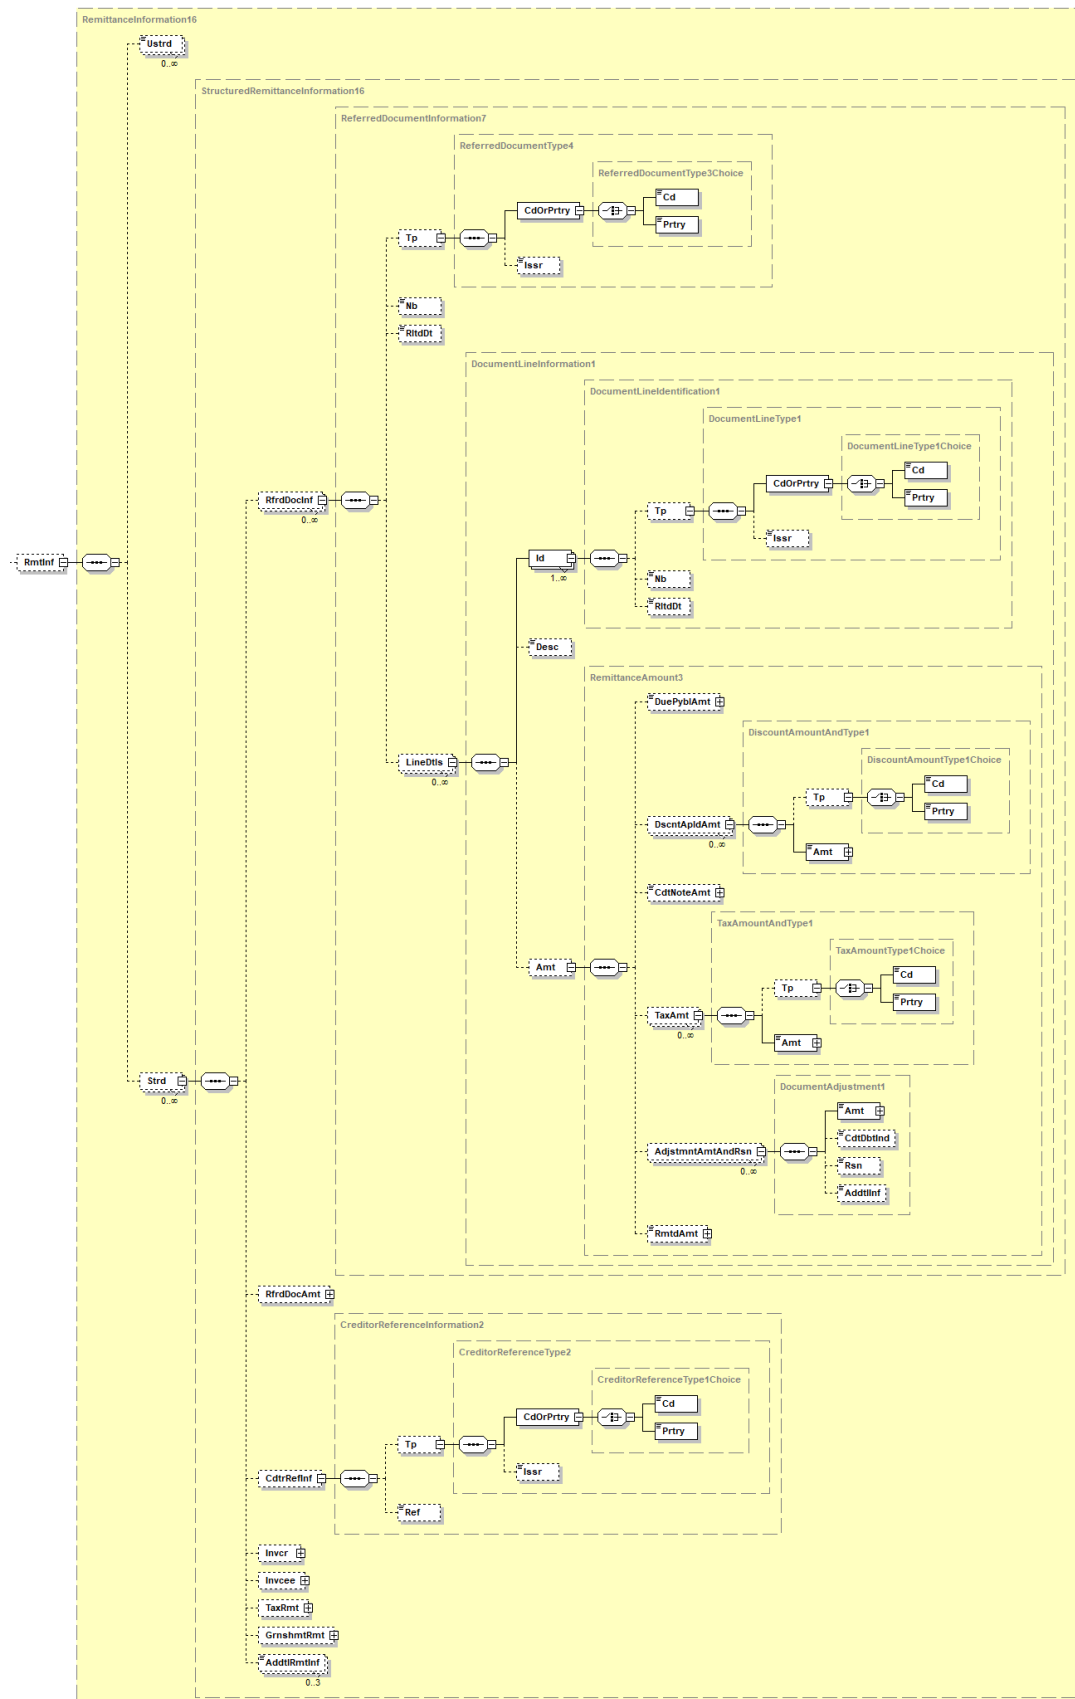 RemittanceInformation16
Ustrd
0..∞
StructuredRemittanceInformation16
ReferredDocumentInformation7
ReferredDocumentType4
ReferredDocumentType3Choice
Cd
CdOrPrtry
Prtry
Tp
Issr
Nb
RltdDt
DocumentLineInformation1
DocumentLineIdentification1
DocumentLineType1
DocumentLineType1Choice
Cd
CdOrPrtry
Prtry
RfrdDocInf
0..∞
Tp
Issr
RmtInf
Id
1..∞
Nb
RltdDt
Desc
RemittanceAmount3
DuePyblAmt
DiscountAmountAndType1
DiscountAmountType1Choice
LineDtls
0..∞
Cd
Tp
Prtry
DscntApldAmt
0..∞
Amt
CdtNoteAmt
TaxAmountAndType1
TaxAmountType1Choice
Amt
Cd
Tp
Prtry
TaxAmt
0..∞
Amt
Strd
0..∞
DocumentAdjustment1
Amt
CdtDbtInd
AdjstmntAmtAndRsn
0..∞
Rsn
AddtlInf
RmtdAmt
RfrdDocAmt
CreditorReferenceInformation2
CreditorReferenceType2
CreditorReferenceType1Choice
Cd
CdOrPrtry
Prtry
Tp
Issr
CdtrRefInf
Ref
Invcr
Invcee
TaxRmt
GrnshmtRmt
AddtlRmtInf
0..3